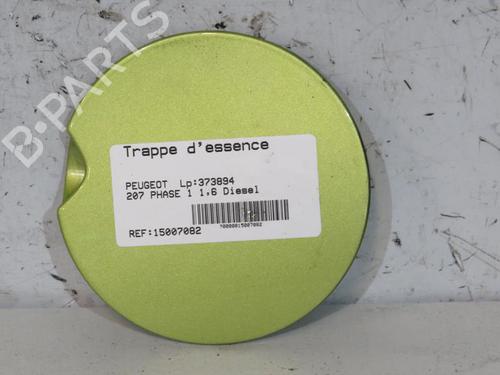 B-PARTS
Trappe d'essence
PEUGEOT Lp:373894
207 PHASE 1 1,6 Diesel
REF:15007082